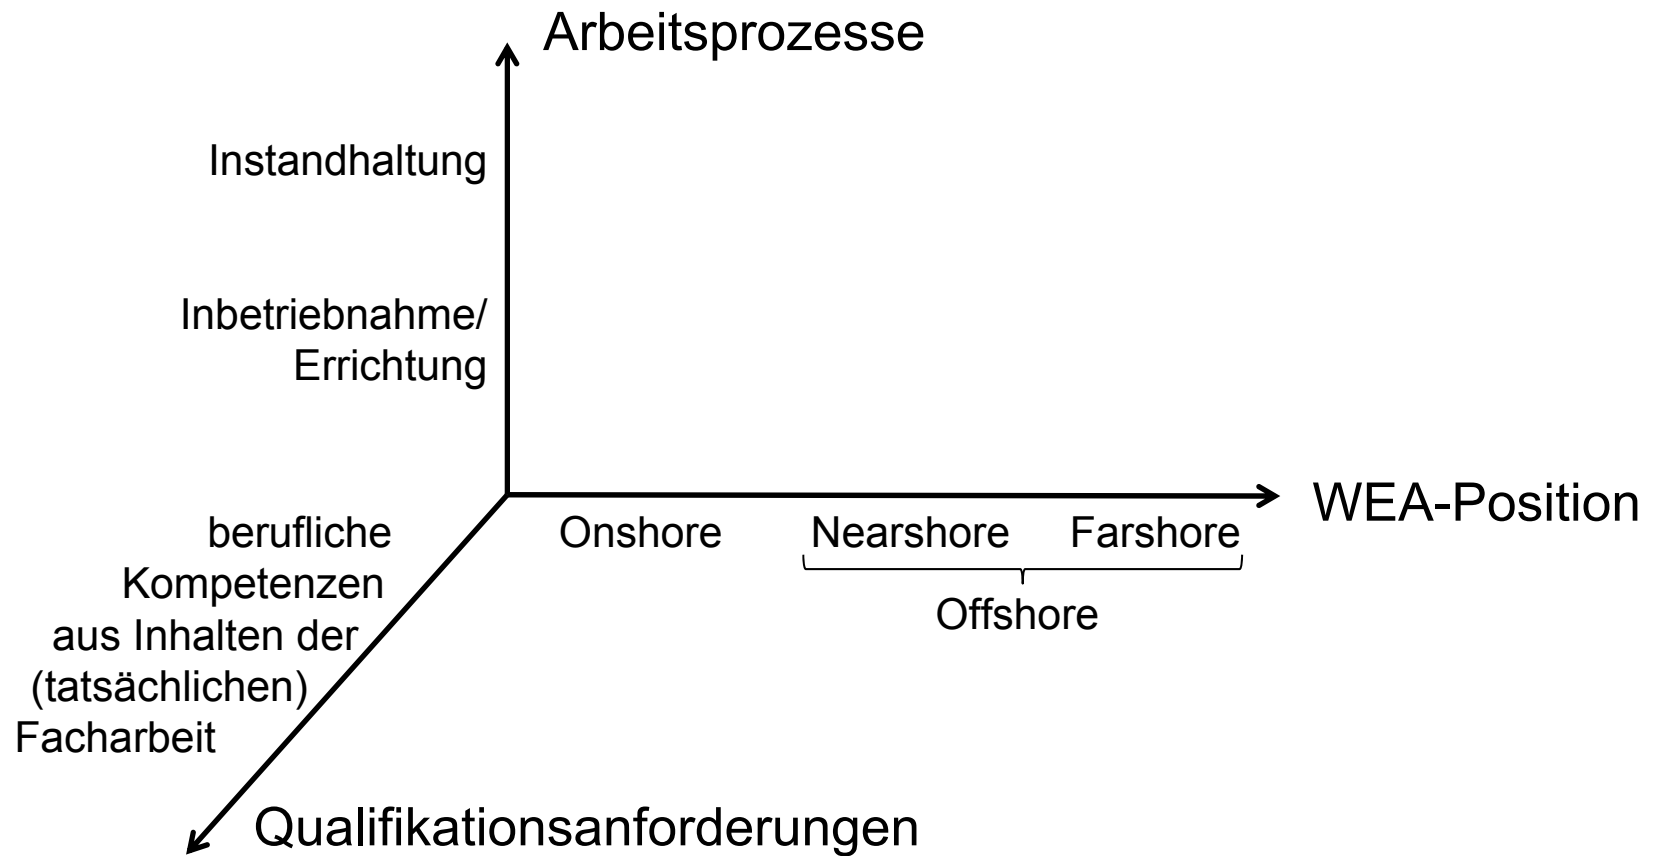 Arbeitsprozesse
Instandhaltung
Inbetriebnahme/
Errichtung
WEA-Position
Onshore
Nearshore
Farshore
Offshore
berufliche
Kompetenzen
aus Inhalten der
(tatsächlichen)
Facharbeit
Qualifikationsanforderungen